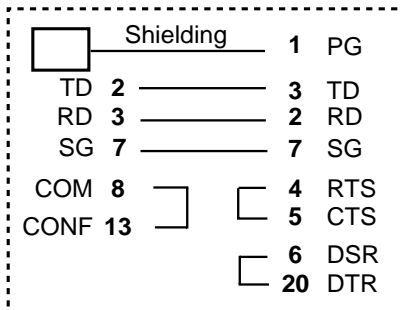 Shielding 1 PG
TD 2 3 TD
RD 3 2 RD
SG 7 7 SG
COM 8 4 RTS
CONF 13 5 CTS
6 DSR
20 DTR